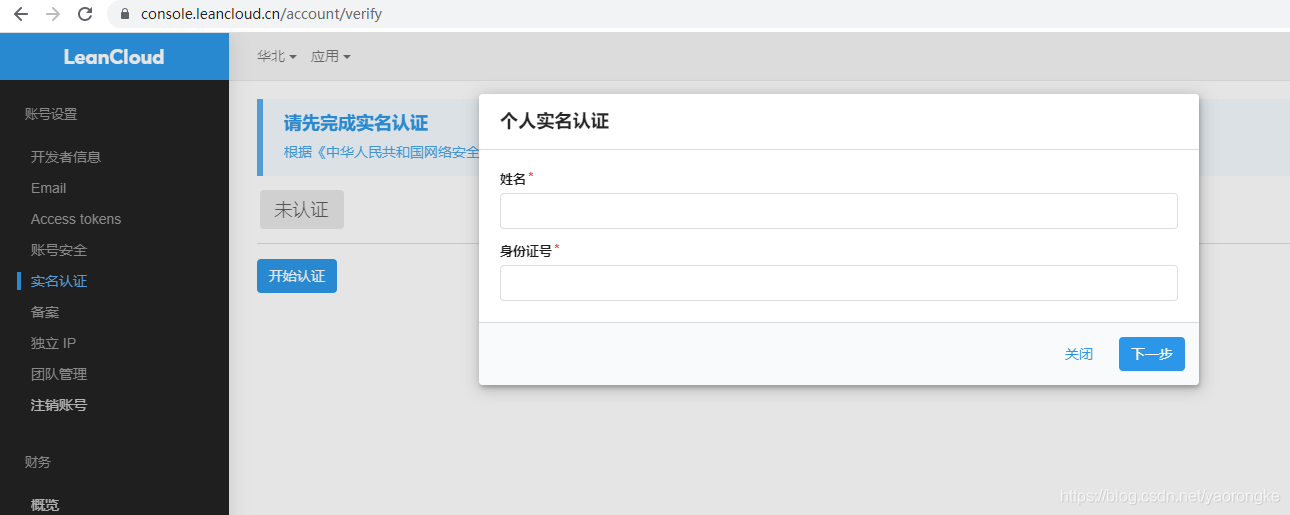 console.leancloud.cn/account/verify
LeanCloud
华北 应用
账号设置
开发者信息
Email
Access tokens
账号安全
实名认证
备案
独立 IP
团队管理
注销账号
财务
概览
请先完成实名认证
根据《中华人民共和国网络安全
未认证
开始认证
个人实名认证
姓名*
身份证号*
关闭 下一步
https://blog.csdn.net/yaorongke